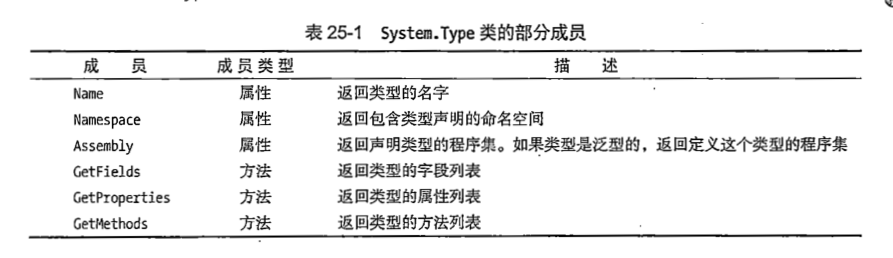 表 25-1 System.Type 类的部分成员
成员 成员类型 描述
Name 属性 返回类型的名字
Namespace 属性 返回包含类型声明的命名空间
Assembly 属性 返回声明类型的程序集。如果类型是泛型的，返回定义这个类型的程序集
GetFields 方法 返回类型的字段列表
GetProperties 方法 返回类型的属性列表
GetMethods 方法 返回类型的方法列表